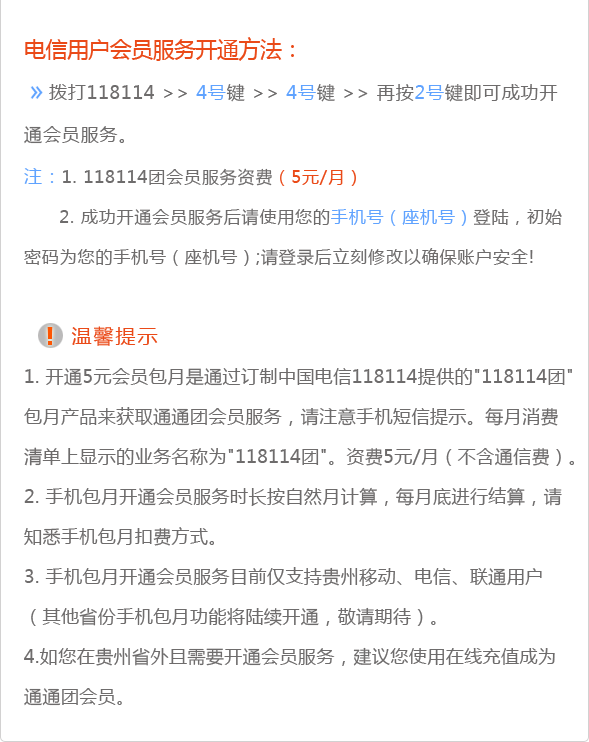 电信用户会员服务开通方法：
» 拨打118114 >> 4号键 >> 4号键 >> 再按2号键即可成功开
通会员服务。
注：1. 118114团会员服务资费（5元/月）
2. 成功开通会员服务后请使用您的手机号（座机号）登陆，初始
密码为您的手机号（座机号）;请登录后立刻修改以确保账户安全!
! 温馨提示
1. 开通5元会员包月是通过订制中国电信118114提供的"118114团"
包月产品来获取通通团会员服务，请注意手机短信提示。每月消费
清单上显示的业务名称为"118114团"。资费5元/月（不含通信费）。
2. 手机包月开通会员服务时长按自然月计算，每月底进行结算，请
知悉手机包月扣费方式。
3. 手机包月开通会员服务目前仅支持贵州移动、电信、联通用户
（其他省份手机包月功能将陆续开通，敬请期待）。
4.如您在贵州省外且需要开通会员服务，建议您使用在线充值成为
通通团会员。